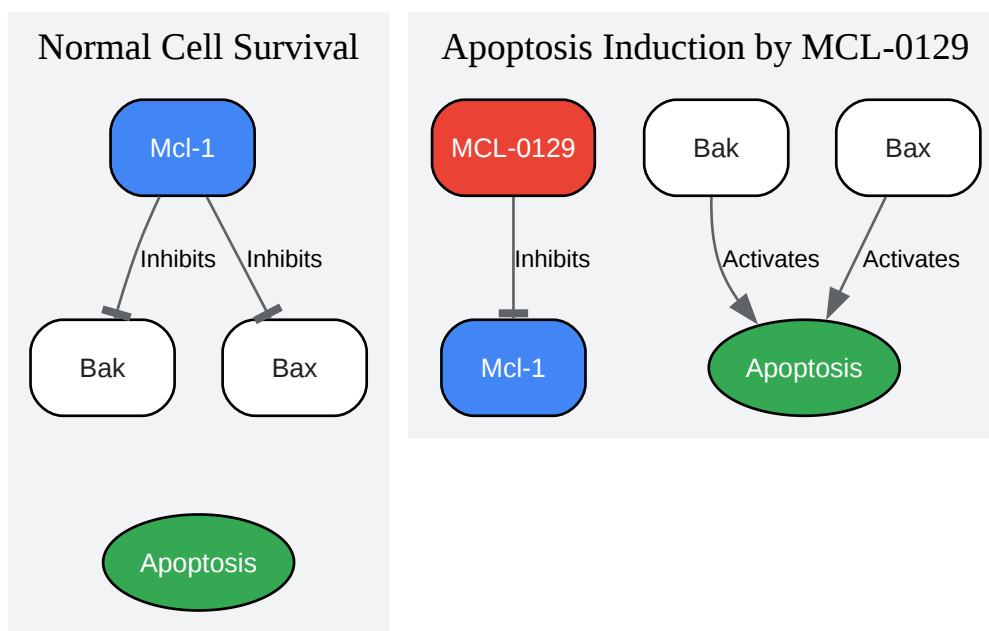 Normal Cell Survival
Mcl-1
Inhibits
Inhibits
Bak
Bax
Apoptosis
Apoptosis Induction by MCL-0129
MCL-0129
Bak
Bax
Inhibits
Activates
Activates
Mcl-1
Apoptosis